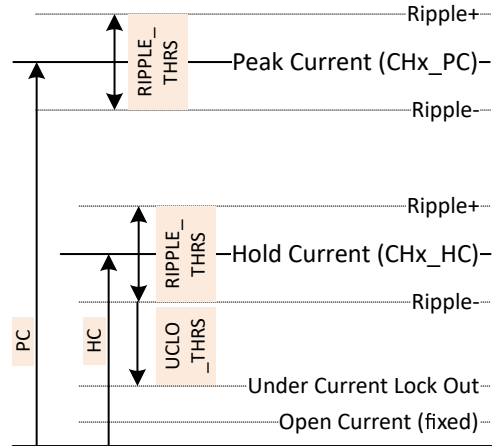 Ripple+
RIPPLE_
THRS
Peak Current (CHx_PC)
Ripple-
Ripple+
RIPPLE_
THRS
Hold Current (CHx_HC)
Ripple-
PC
HC
UCLO
_THRS
Under Current Lock Out
Open Current (fixed)